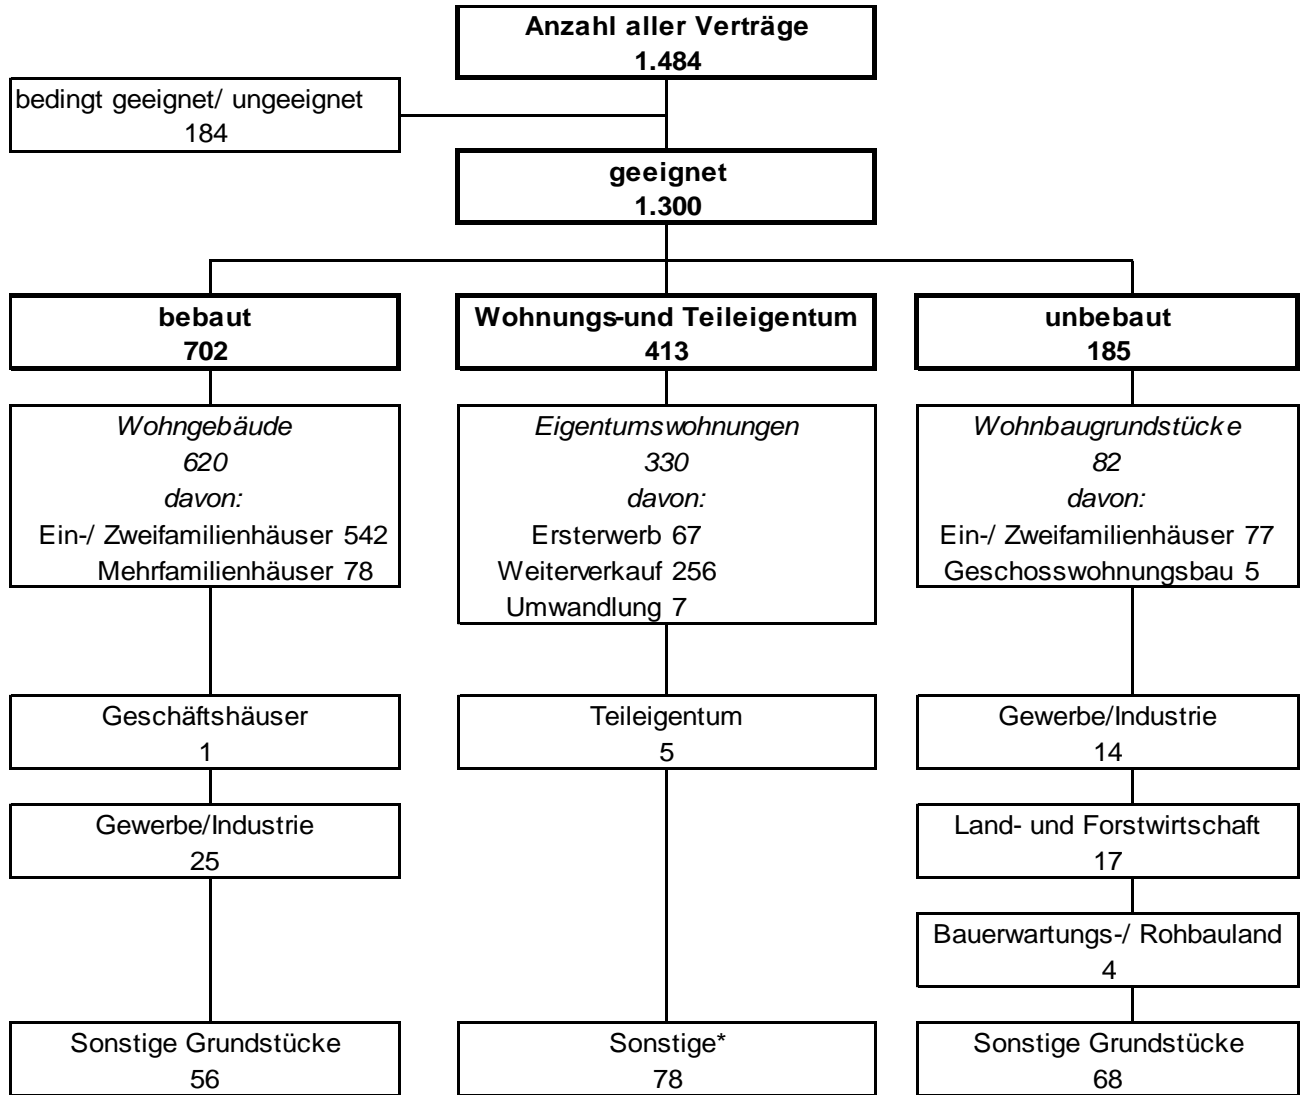 Anzahl aller Verträge
1.484
bedingt geeignet/ ungeeignet
184
geeignet
1.300
bebaut
702
Wohngebäude
620
davon:
Ein-/ Zweifamilienhäuser 542
Mehrfamilienhäuser 78
Geschäftshäuser
1
Gewerbe/Industrie
25
Sonstige Grundstücke
56
Wohnungs-und Teileigentum
413
Eigentumswohnungen
330
davon:
Ersterwerb 67
Weiterverkauf 256
Umwandlung 7
Teileigentum
5
Sonstige*
78
unbebaut
185
Wohnbaugrundstücke
82
davon:
Ein-/ Zweifamilienhäuser 77
Geschosswohnungsbau 5
Gewerbe/Industrie
14
Land- und Forstwirtschaft
17
Bauerwartungs-/ Rohbauland
4
Sonstige Grundstücke
68